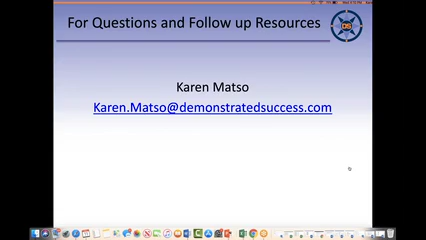 For Questions and Follow up Resources
Karen Matso
Karen.Matso@demonstratedsuccess.com